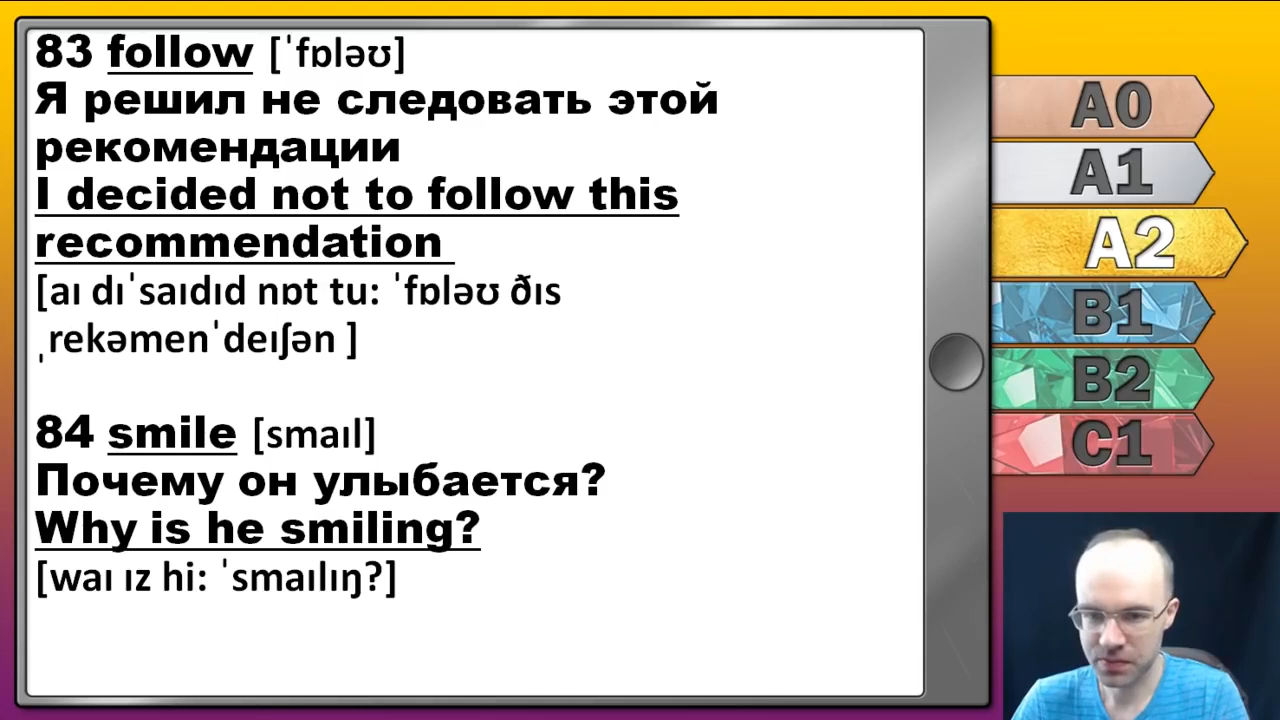 83 follow [ˈfɒləʊ]
Я решил не следовать этой
рекомендации
I decided not to follow this
recommendation
[aɪ dɪˈsaɪdɪd nɒt tuː ˈfɒləʊ ðɪs
ˌrekəmenˈdeɪʃən ]
84 smile [smaɪl]
Почему он улыбается?
Why is he smiling?
[waɪ ɪz hiː ˈsmaɪlɪŋ?]
A0
A1
A2
B1
B2
C1